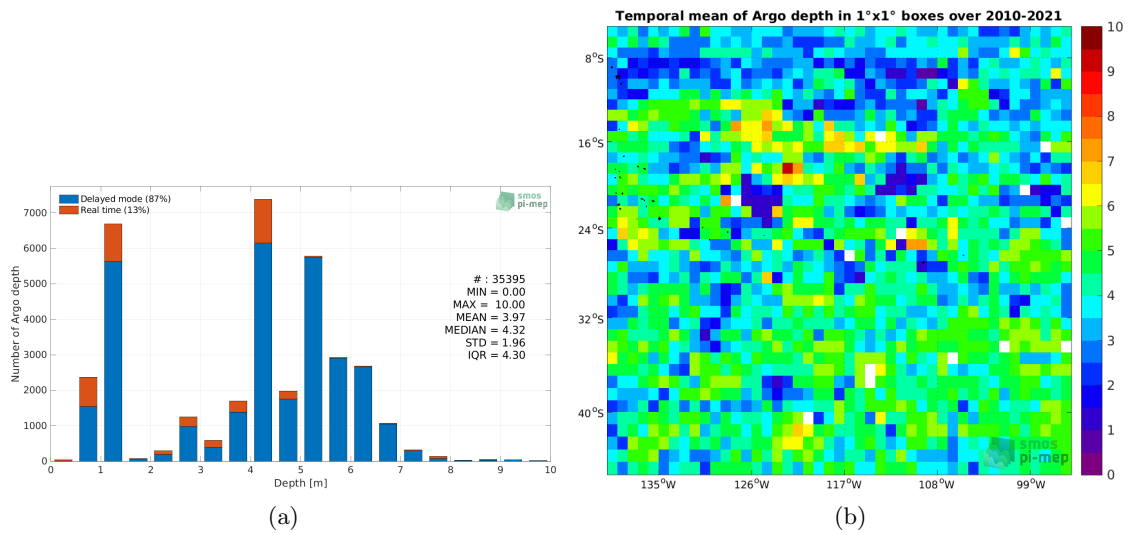 Delayed mode (87%)
Real time (13%)
smos
pi-mep
# : 35395
MIN = 0.00
MAX = 10.00
MEAN = 3.97
MEDIAN = 4.32
STD = 1.96
IQR = 4.30
Number of Argo depth
7000
6000
5000
4000
3000
2000
1000
0
0 1 2 3 4 5 6 7 8 9 10
Depth [m]
(a)
Temporal mean of Argo depth in 1°x1° boxes over 2010-2021
8°S
16°S
24°S
32°S
40°S
135°W 126°W 117°W 108°W 99°W
smos
pi-mep
10
9
8
7
6
5
4
3
2
1
0
(b)